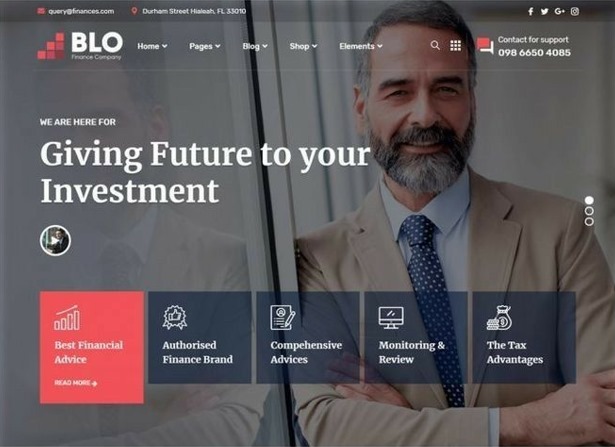 query@finances.com
Durham Street Hialeah, FL 33010
BLO
Finance Company
Home
Pages
Blog
Shop
Elements
Contact for support
098 6650 4085
WE ARE HERE FOR
Giving Future to your
Investment
Best Financial
Advice
READ MORE
Authorised
Finance Brand
Compehensive
Advices
Monitoring &
Review
The Tax
Advantages